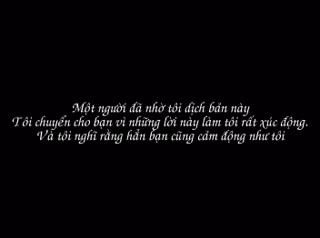 Một người đã nhờ tôi dịch bản này
Tôi chuyển cho bạn vì những lời này làm tôi rất xúc động.
Và tôi nghĩ rằng hẳn bạn cũng cảm động như tôi